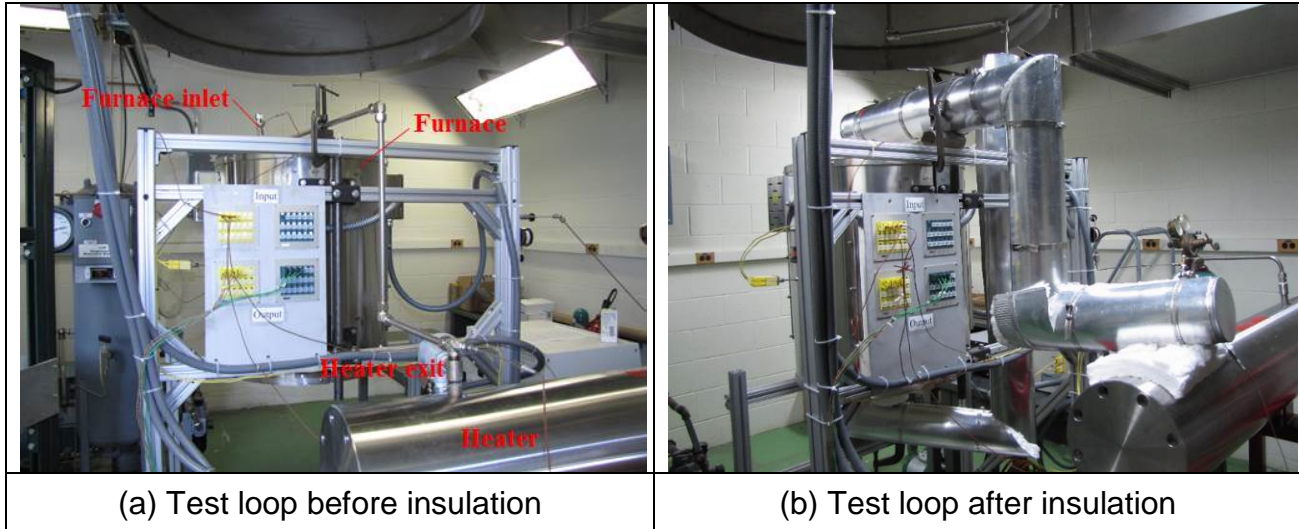 Furnace inlet
Furnace
Input
Output
Heater exit
Heater
Input
Output
(a) Test loop before insulation
(b) Test loop after insulation